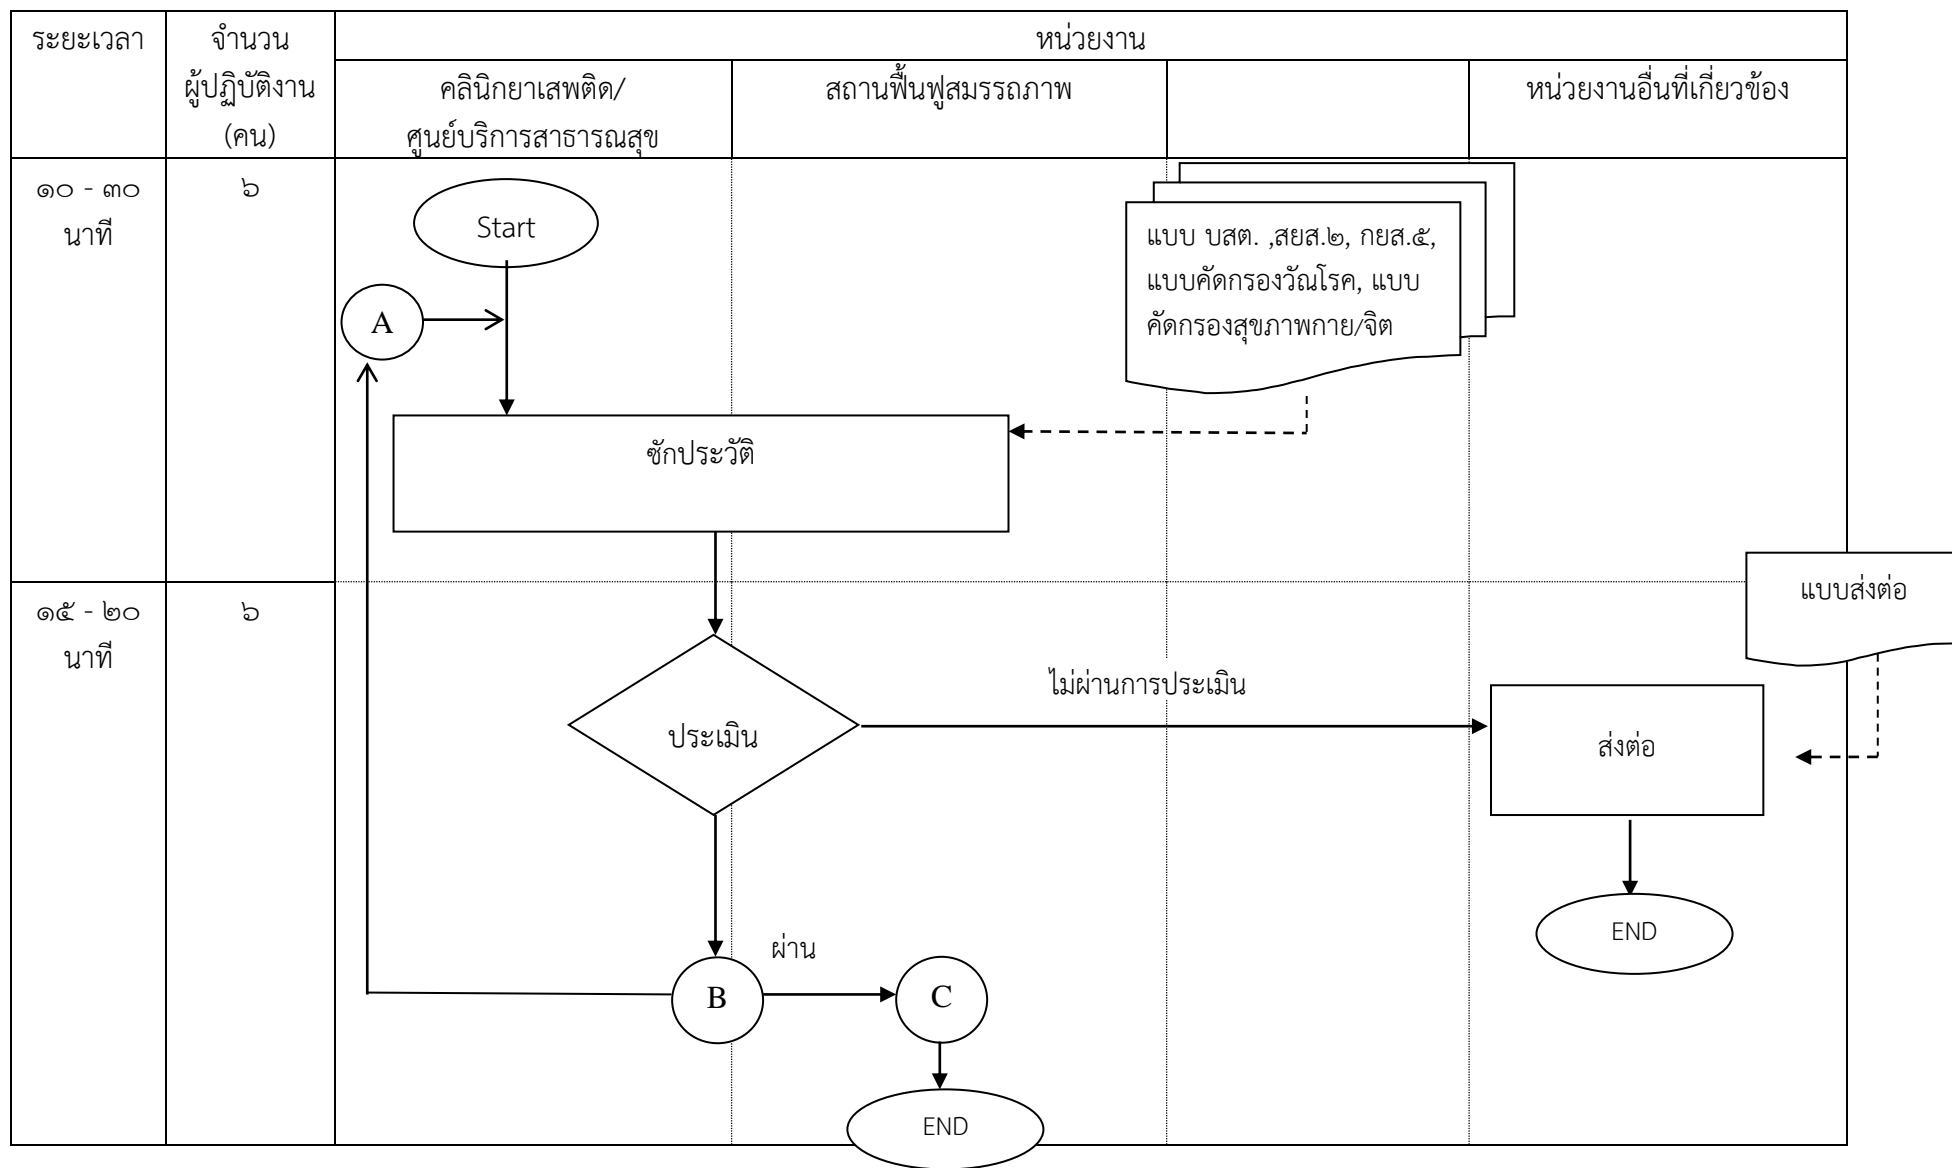 ระยะเวลา
จำนวน
ผู้ปฏิบัติงาน
(คน)
หน่วยงาน
คลินิกยาเสพติด/
ศูนย์บริการสาธารณสุข
สถานฟื้นฟูสมรรถภาพ
หน่วยงานอื่นที่เกี่ยวข้อง
๑๐ - ๓๐
นาที
๖
Start
แบบ บสต. ,สยส.๒, กยส.๕,
แบบคัดกรองวัณโรค, แบบ
คัดกรองสุขภาพกาย/จิต
A
ซักประวัติ
แบบส่งต่อ
๑๕ - ๒๐
นาที
๖
ไม่ผ่านการประเมิน
ประเมิน
ส่งต่อ
END
ผ่าน
B
C
END